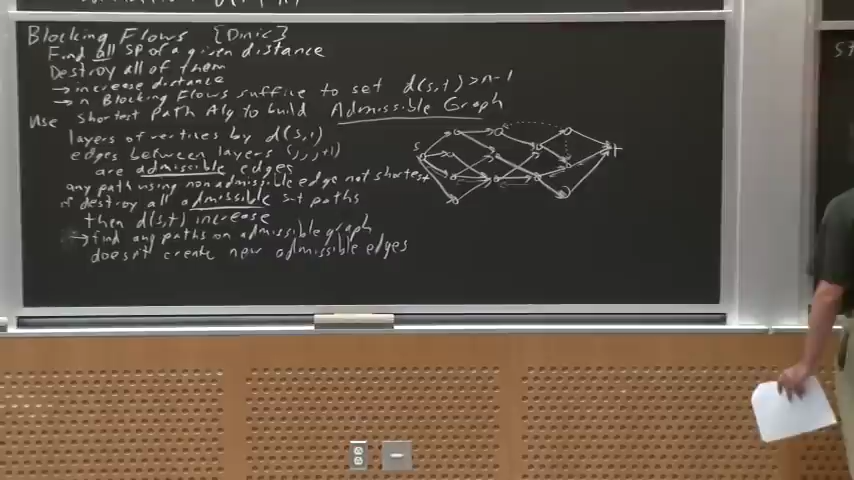 Blocking Flows {Dinic}
Find all SP of a given distance
Destroy all of them
→ increase distance
→ n Blocking Flows suffice to set d(s,t) > n-1
Use shortest path Alg to build Admissible Graph
layers of vertices by d(s,i)
edges between layers (j,j+1)
are admissible edges
any path using nonadmissible edge not shortest
if destroy all admissible s-t paths
then d(s,t) increase
→ find aug paths on admissible graph
doesn't create new admissible edges
s
t